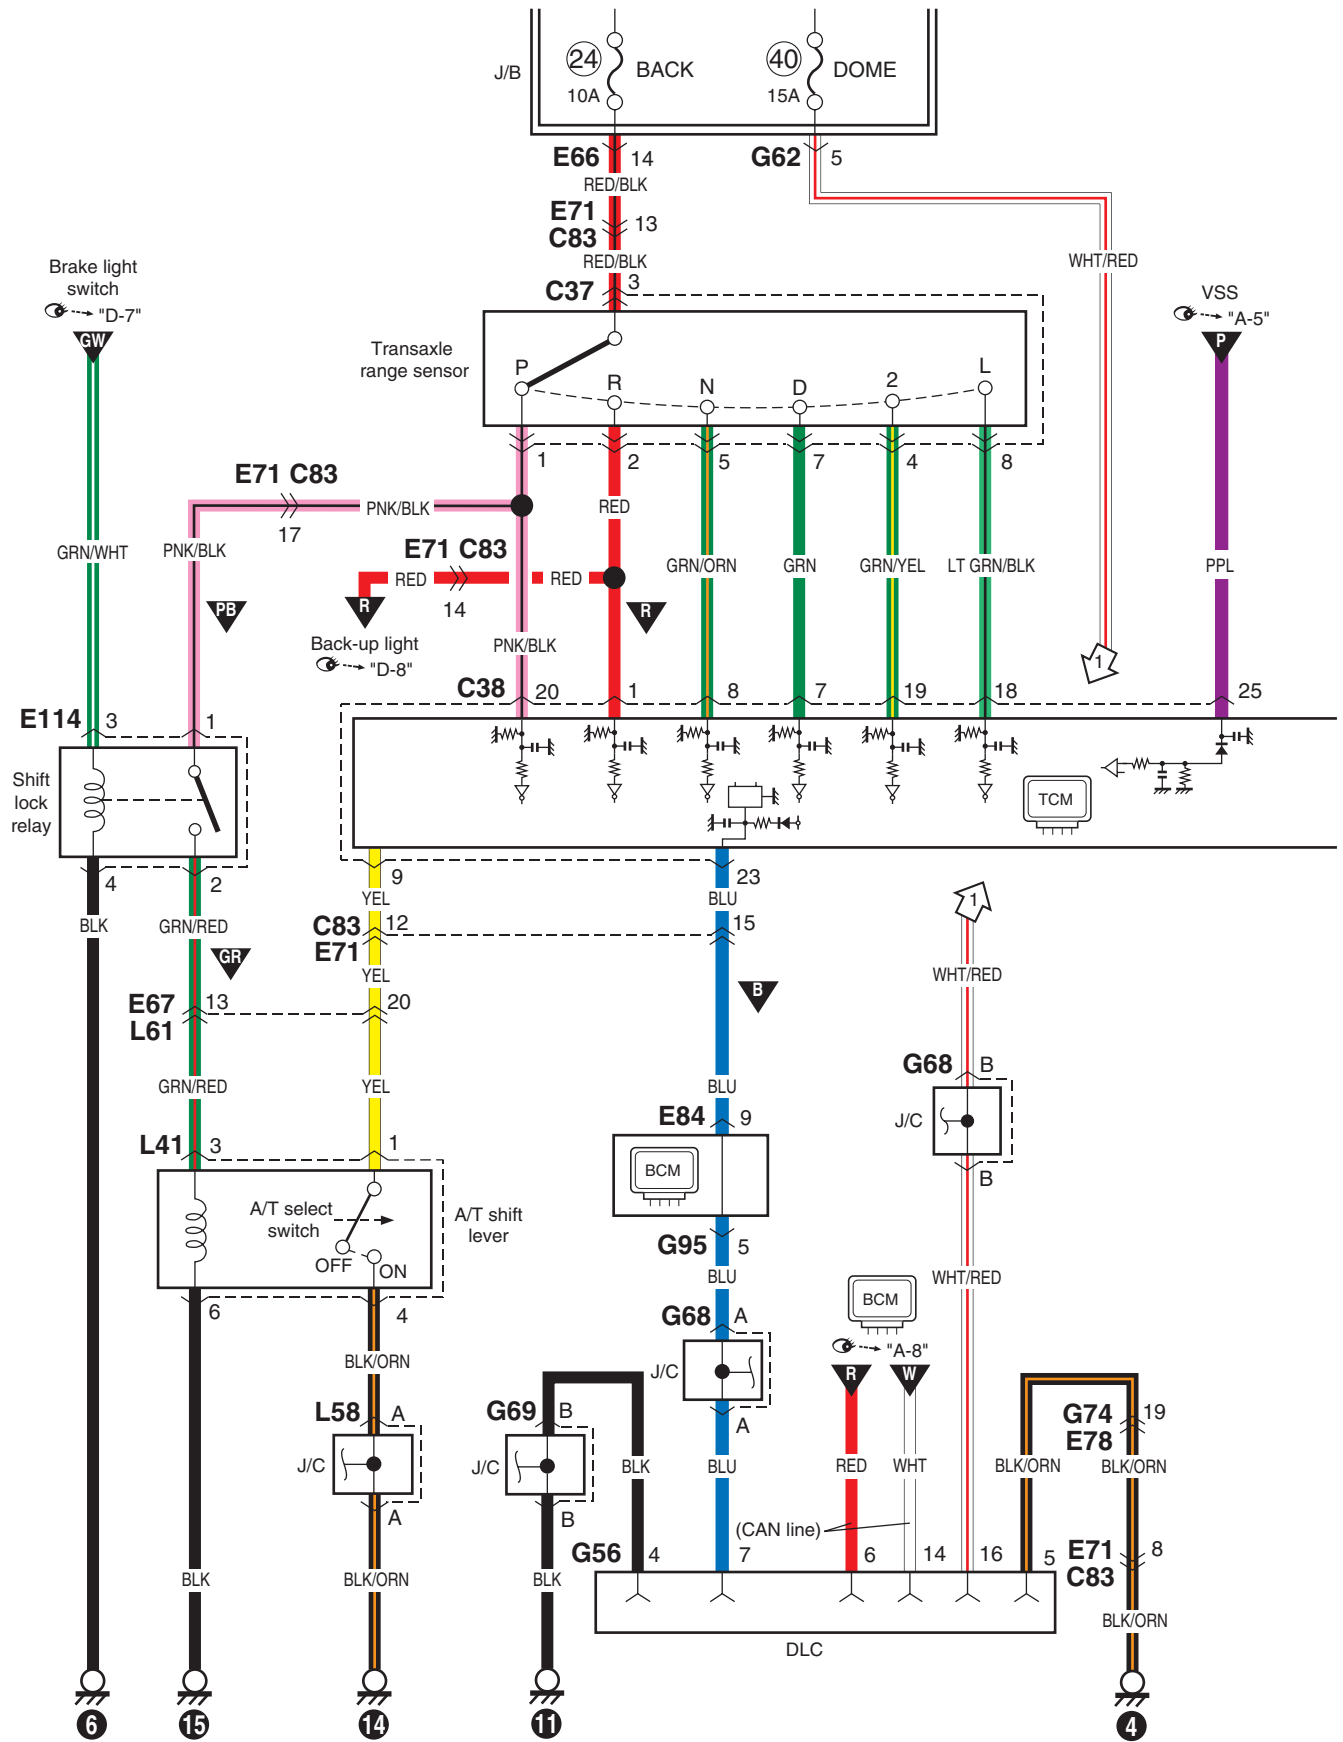 24 BACK
40 DOME
J/B
10A
15A
E66 14
G62 5
RED/BLK
E71 13
C83
RED/BLK
WHT/RED
Brake light
switch
"D-7"
GW
C37 3
VSS
"A-5"
P
Transaxle
range sensor
P R N D 2 L
1 2 5 7 4 8
E71 C83
17
PNK/BLK
RED
E71 C83
GRN/WHT
PNK/BLK
RED
RED
GRN/ORN
GRN
GRN/YEL
LT GRN/BLK
PPL
14
PB
R
R
Back-up light
"D-8"
PNK/BLK
1
C38 20 1 8 7 19 18 25
E114 3 1
Shift
lock
relay
TCM
4 2
9
23
BLK
GRN/RED
YEL
BLU
1
C83 12
E71
15
GR
YEL
WHT/RED
B
E67 13
L61
20
GRN/RED
YEL
BLU
G68 B
E84 9
J/C
L41 3 1
BCM
B
A/T select
switch
OFF
ON
A/T shift
lever
G95 5
6 4
BLU
WHT/RED
BCM
G68 A
"A-8"
BLK/ORN
J/C
R W
L58 A
G69 B
A
G74 19
E78
J/C
J/C
BLK
BLU
RED
WHT
BLK/ORN
BLK/ORN
A
B
(CAN line)
G56 4 7 6 14 16 5
E71 8
C83
BLK
BLK/ORN
BLK
BLK/ORN
DLC
6 15 14 11 4